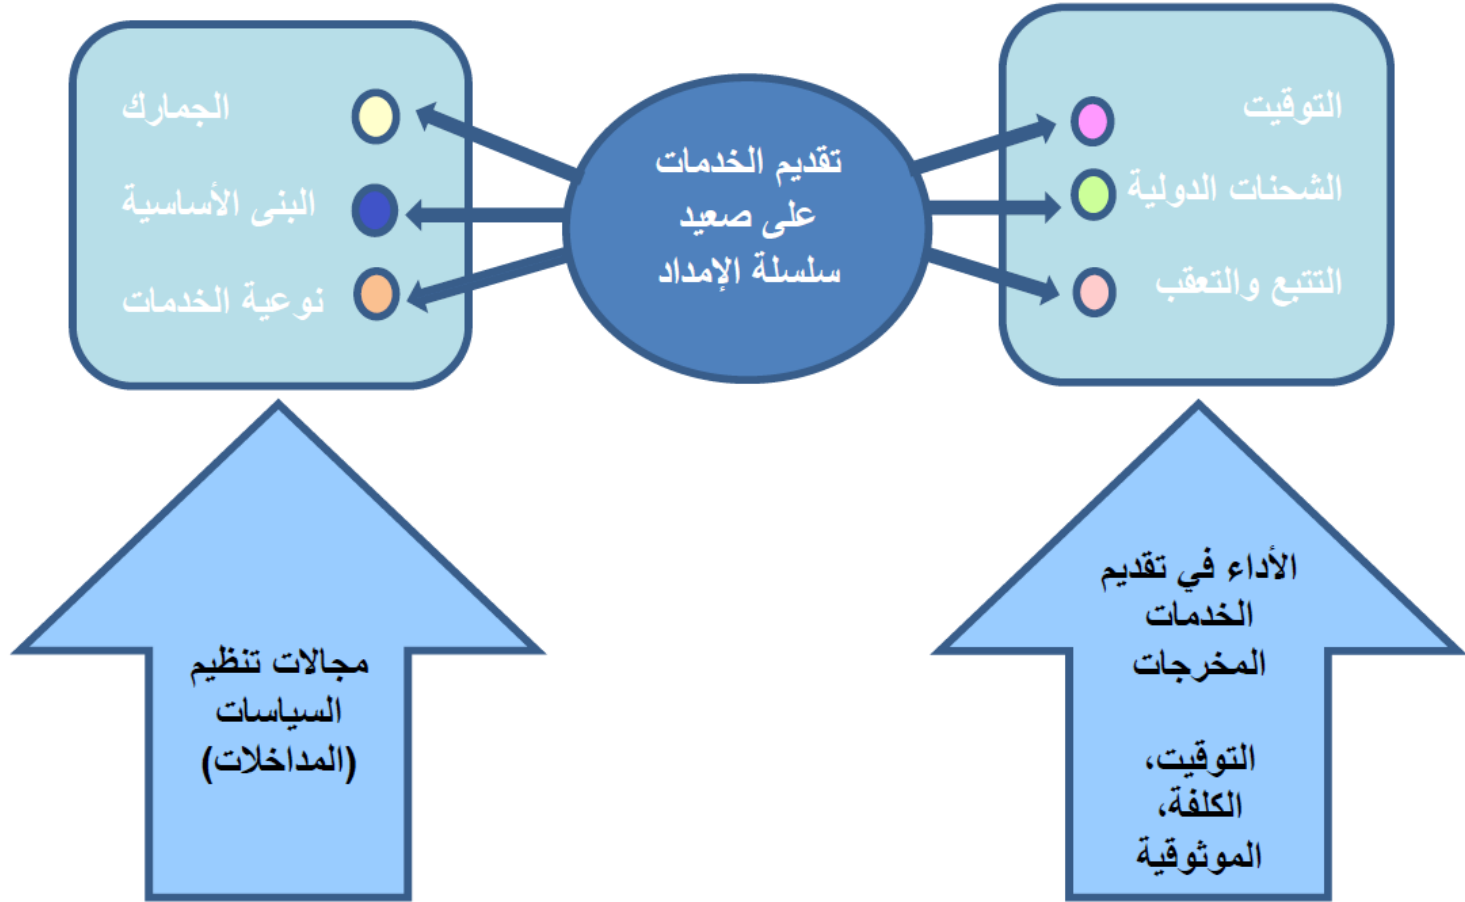 التوقيت
الشحنات الدولية
التتبع والتعقب
تقديم الخدمات
على صعيد
سلسلة الإمداد
الجمارك
البنى الأساسية
نوعية الخدمات
الأداء في تقديم
الخدمات
المخرجات
التوقيت،
الكلفة،
الموثوقية
مجالات تنظيم
السياسات
(المداخلات)